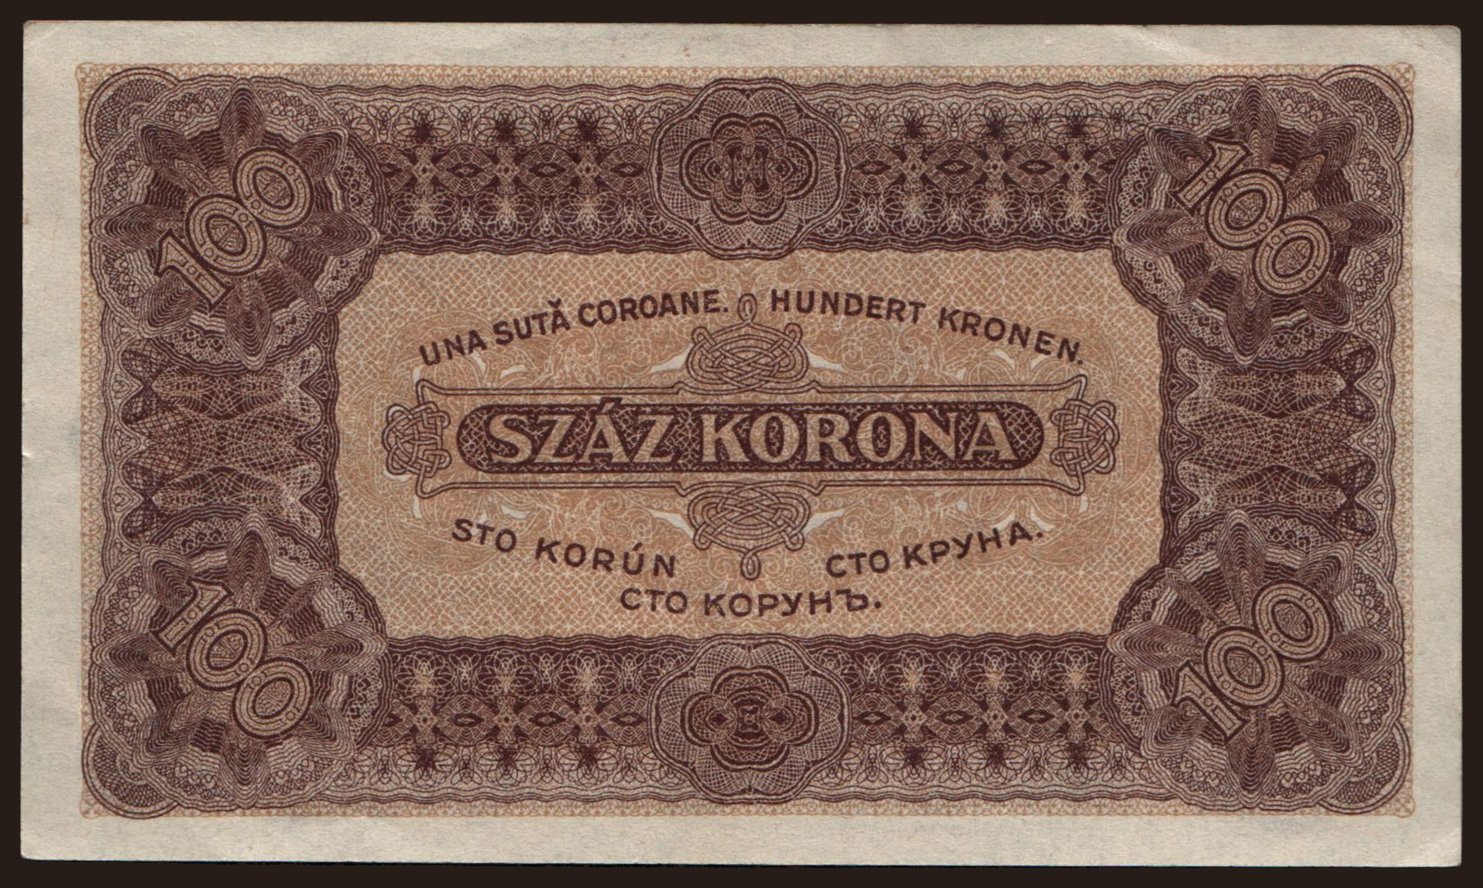 100
100
UNA SUTĂ COROANE. HUNDERT KRONEN.
SZÁZ KORONA
STO KORÚN
СТО КРУНА.
СТО КОРУНЪ.
100
100